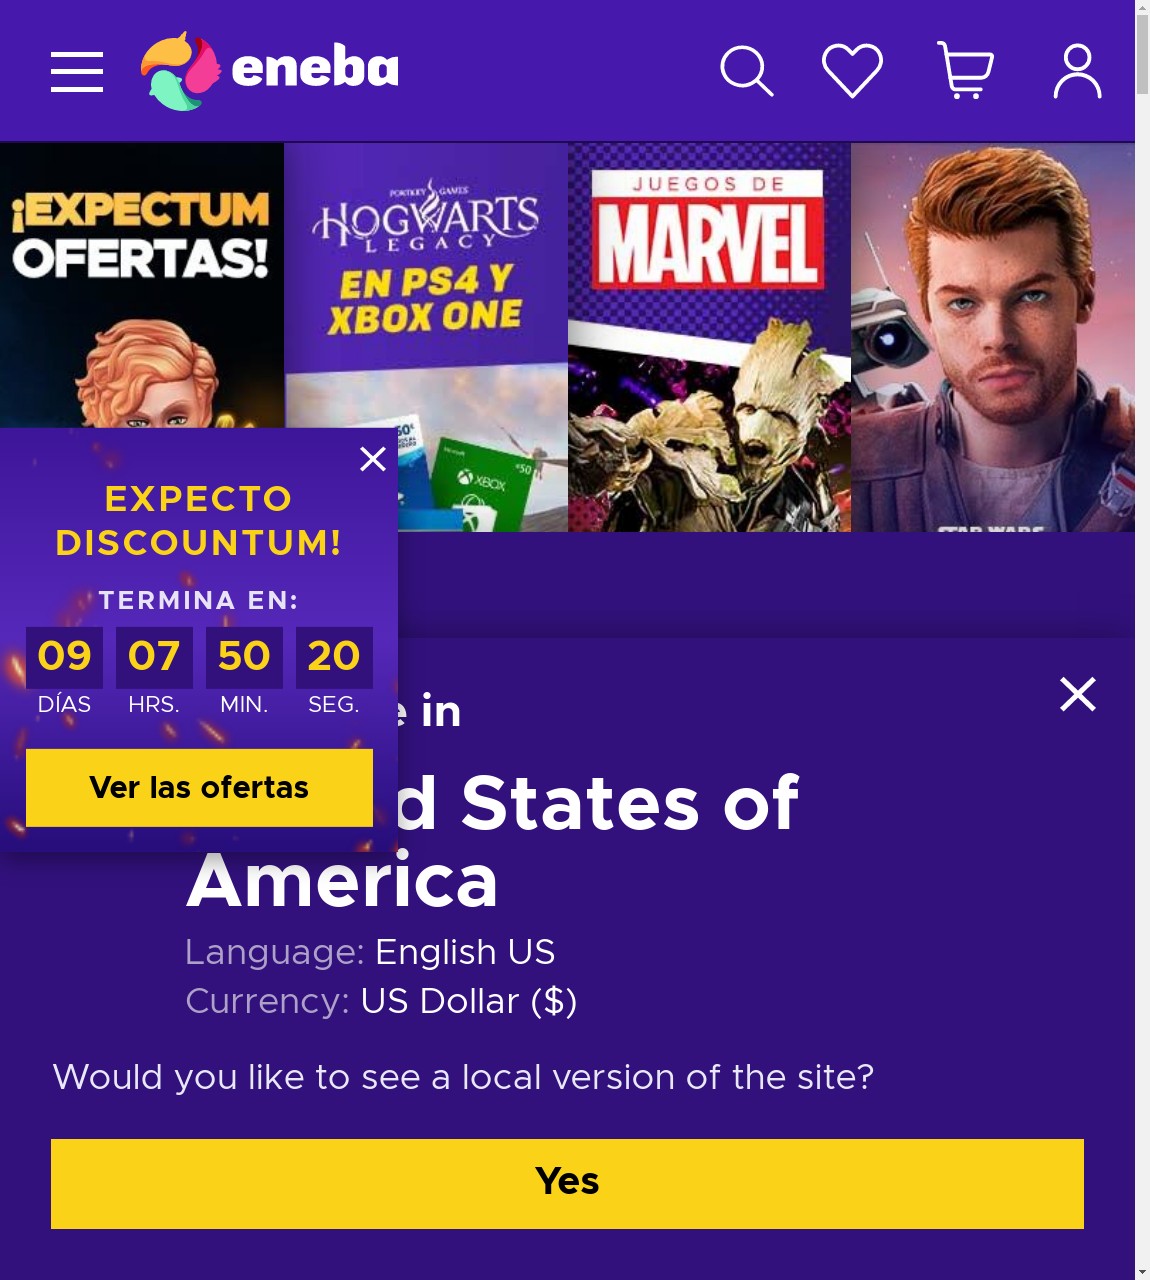 eneba
¡EXPECTUM
OFERTAS!
PORTKEY GAMES
HOGWARTS
LEGACY
EN PS4 Y
XBOX ONE
XBOX
JUEGOS DE
MARVEL
STAR WARS
EXPECTO
DISCOUNTUM!
TERMINA EN:
09 07 50 20
DÍAS HRS. MIN. SEG.
Ver las ofertas
in
States of
America
Language: English US
Currency: US Dollar ($)
Would you like to see a local version of the site?
Yes